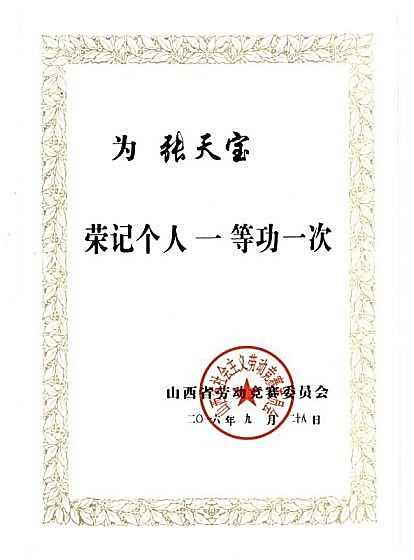 为 张天宝
荣记个人一等功一次
山西省社会主义劳动竞赛委员会
山西省劳动竞赛委员会
二〇一六年九月二十八日